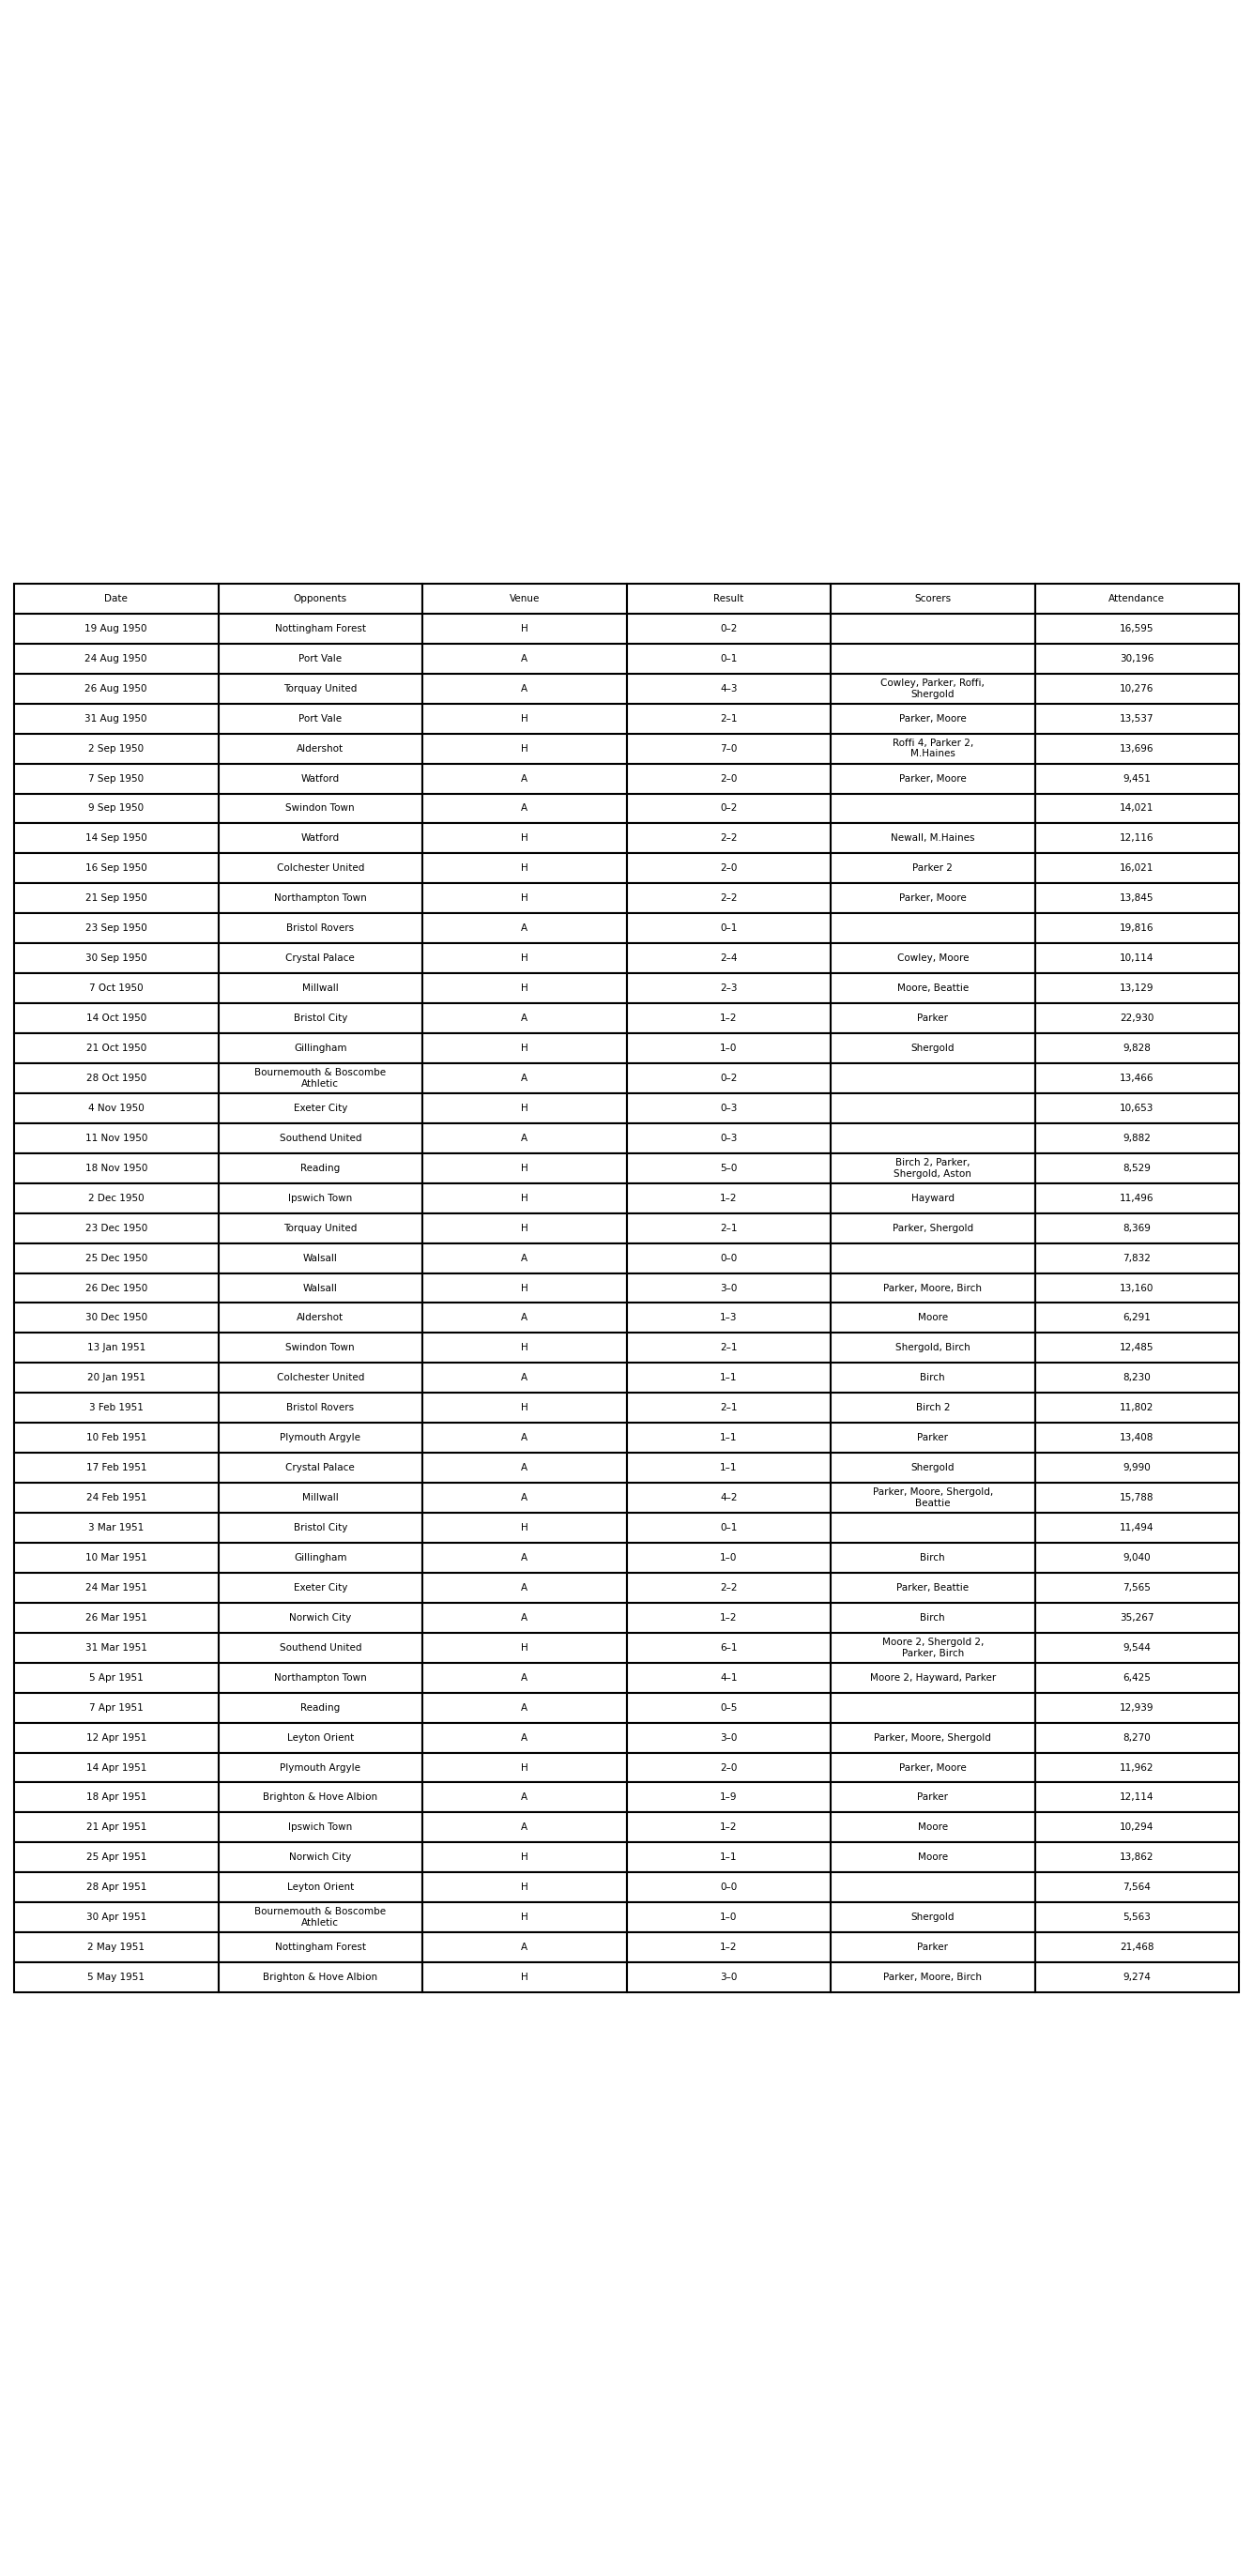 Date Opponents Venue Result Scorers Attendance
19 Aug 1950 Nottingham Forest H 0–2 16,595
24 Aug 1950 Port Vale A 0–1 30,196
26 Aug 1950 Torquay United A 4–3 Cowley, Parker, Roffi,
Shergold 10,276
31 Aug 1950 Port Vale H 2–1 Parker, Moore 13,537
2 Sep 1950 Aldershot H 7–0 Roffi 4, Parker 2,
M.Haines 13,696
7 Sep 1950 Watford A 2–0 Parker, Moore 9,451
9 Sep 1950 Swindon Town A 0–2 14,021
14 Sep 1950 Watford H 2–2 Newall, M.Haines 12,116
16 Sep 1950 Colchester United H 2–0 Parker 2 16,021
21 Sep 1950 Northampton Town H 2–2 Parker, Moore 13,845
23 Sep 1950 Bristol Rovers A 0–1 19,816
30 Sep 1950 Crystal Palace H 2–4 Cowley, Moore 10,114
7 Oct 1950 Millwall H 2–3 Moore, Beattie 13,129
14 Oct 1950 Bristol City A 1–2 Parker 22,930
21 Oct 1950 Gillingham H 1–0 Shergold 9,828
28 Oct 1950 Bournemouth & Boscombe
Athletic A 0–2 13,466
4 Nov 1950 Exeter City H 0–3 10,653
11 Nov 1950 Southend United A 0–3 9,882
18 Nov 1950 Reading H 5–0 Birch 2, Parker,
Shergold, Aston 8,529
2 Dec 1950 Ipswich Town H 1–2 Hayward 11,496
23 Dec 1950 Torquay United H 2–1 Parker, Shergold 8,369
25 Dec 1950 Walsall A 0–0 7,832
26 Dec 1950 Walsall H 3–0 Parker, Moore, Birch 13,160
30 Dec 1950 Aldershot A 1–3 Moore 6,291
13 Jan 1951 Swindon Town H 2–1 Shergold, Birch 12,485
20 Jan 1951 Colchester United A 1–1 Birch 8,230
3 Feb 1951 Bristol Rovers H 2–1 Birch 2 11,802
10 Feb 1951 Plymouth Argyle A 1–1 Parker 13,408
17 Feb 1951 Crystal Palace A 1–1 Shergold 9,990
24 Feb 1951 Millwall A 4–2 Parker, Moore, Shergold,
Beattie 15,788
3 Mar 1951 Bristol City H 0–1 11,494
10 Mar 1951 Gillingham A 1–0 Birch 9,040
24 Mar 1951 Exeter City A 2–2 Parker, Beattie 7,565
26 Mar 1951 Norwich City A 1–2 Birch 35,267
31 Mar 1951 Southend United H 6–1 Moore 2, Shergold 2,
Parker, Birch 9,544
5 Apr 1951 Northampton Town A 4–1 Moore 2, Hayward, Parker 6,425
7 Apr 1951 Reading A 0–5 12,939
12 Apr 1951 Leyton Orient A 3–0 Parker, Moore, Shergold 8,270
14 Apr 1951 Plymouth Argyle H 2–0 Parker, Moore 11,962
18 Apr 1951 Brighton & Hove Albion A 1–9 Parker 12,114
21 Apr 1951 Ipswich Town A 1–2 Moore 10,294
25 Apr 1951 Norwich City H 1–1 Moore 13,862
28 Apr 1951 Leyton Orient H 0–0 7,564
30 Apr 1951 Bournemouth & Boscombe
Athletic H 1–0 Shergold 5,563
2 May 1951 Nottingham Forest A 1–2 Parker 21,468
5 May 1951 Brighton & Hove Albion H 3–0 Parker, Moore, Birch 9,274